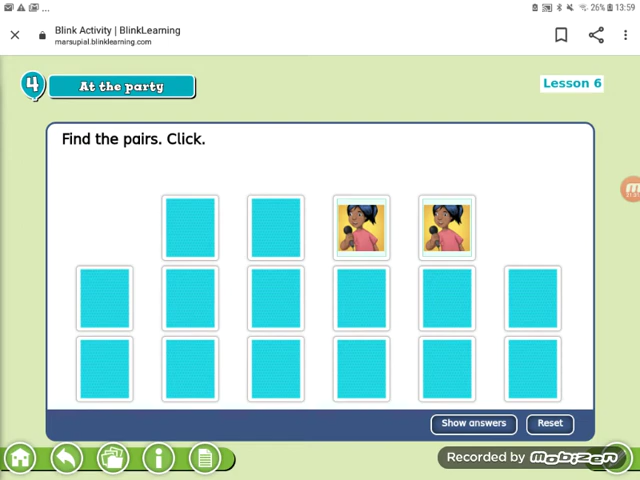 ... 26% 13:59
Blink Activity | BlinkLearning
marsupial.blinklearning.com
4 At the party
Lesson 6
Find the pairs. Click.
Show answers Reset
Recorded by Mobizen